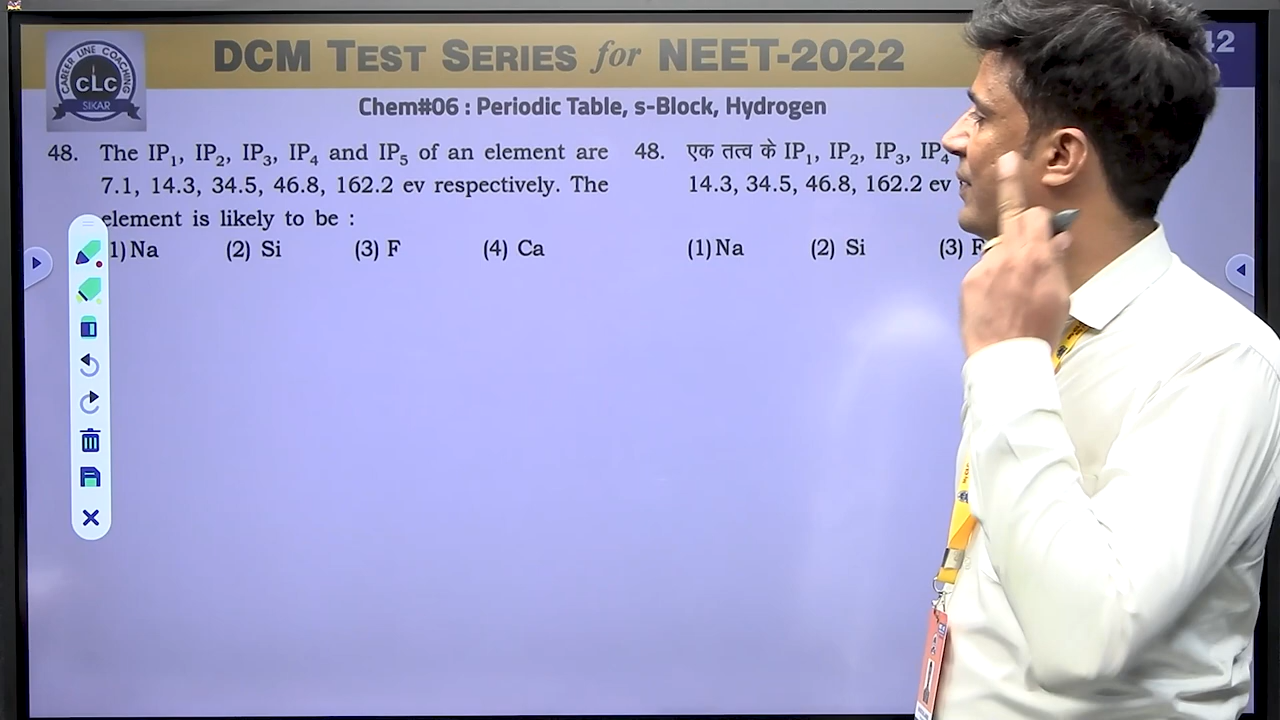 CAREER LINE COACHING
CLC
SIKAR
DCM TEST SERIES for NEET-2022
42
Chem#06 : Periodic Table, s-Block, Hydrogen
48. The IP₁, IP₂, IP₃, IP₄ and IP₅ of an element are
7.1, 14.3, 34.5, 46.8, 162.2 ev respectively. The
element is likely to be :
1) Na (2) Si (3) F (4) Ca
48. एक तत्व के IP₁, IP₂, IP₃, IP₄
14.3, 34.5, 46.8, 162.2 ev
(1) Na (2) Si (3) F